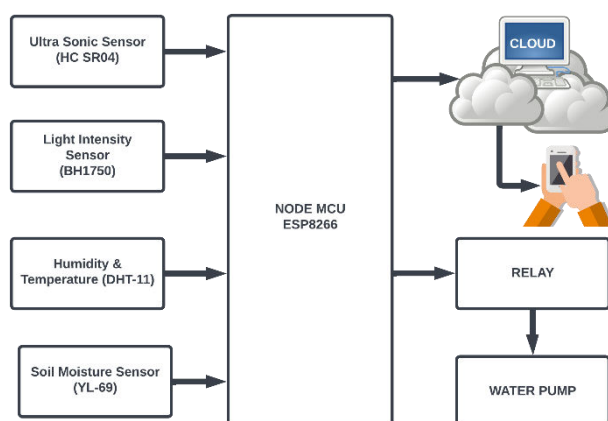 Ultra Sonic Sensor
(HC SR04)
Light Intensity
Sensor
(BH1750)
Humidity &
Temperature (DHT-11)
Soil Moisture Sensor
(YL-69)
NODE MCU
ESP8266
CLOUD
RELAY
WATER PUMP